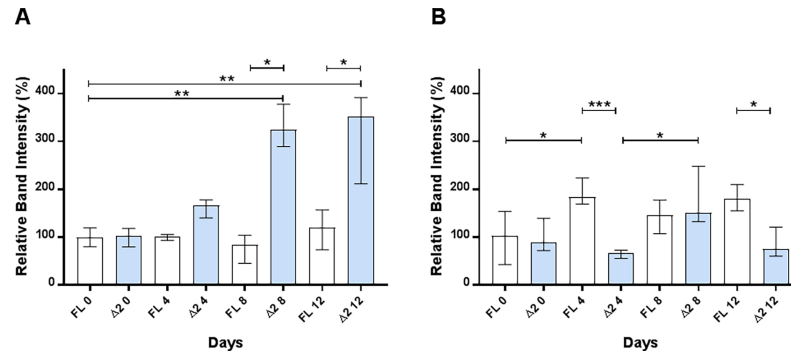 A
Relative Band Intensity (%)
400
300
200
100
0
**
**
*
*
FL 0
Δ2 0
FL 4
Δ2 4
FL 8
Δ2 8
FL 12
Δ2 12
Days
B
Relative Band Intensity (%)
400
300
200
100
0
*
***
*
*
FL 0
Δ2 0
FL 4
Δ2 4
FL 8
Δ2 8
FL 12
Δ2 12
Days